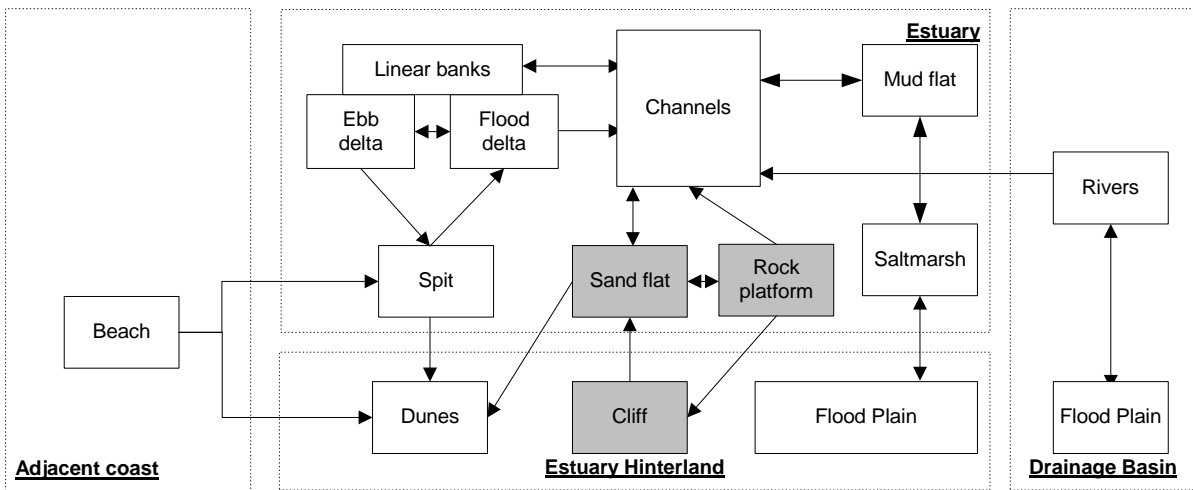 Estuary
Linear banks
Ebb
delta
Flood
delta
Channels
Mud flat
Rivers
Spit
Sand flat
Rock
platform
Saltmarsh
Beach
Dunes
Cliff
Flood Plain
Flood Plain
Adjacent coast
Estuary Hinterland
Drainage Basin